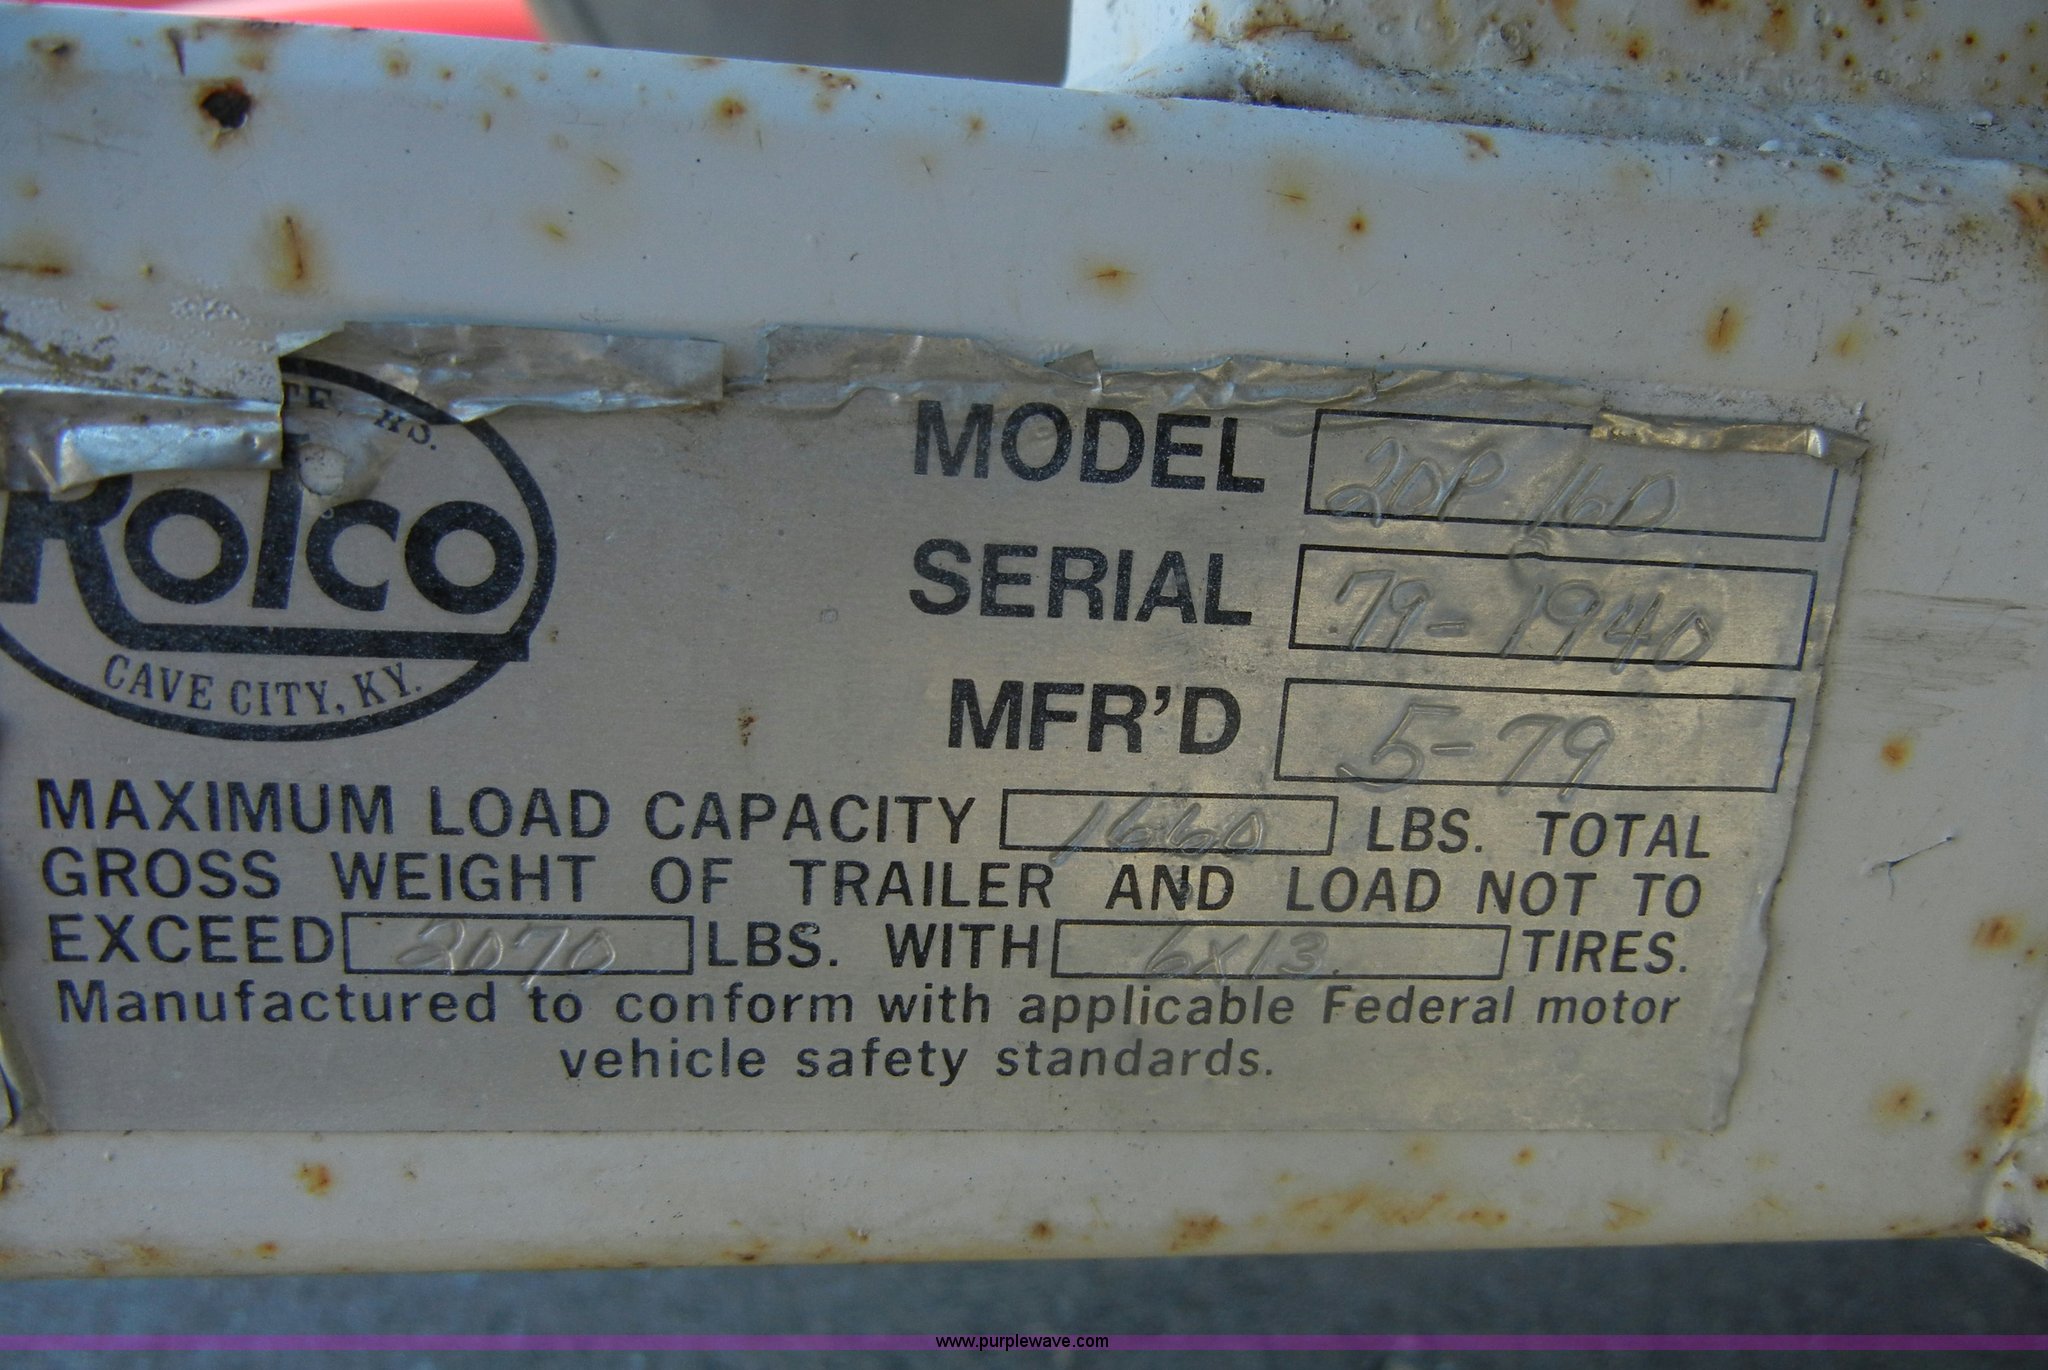 MODEL 20P 160
Rolco
SERIAL 79-1940
CAVE CITY, KY.
MFR'D 5-79
MAXIMUM LOAD CAPACITY 1660 LBS. TOTAL
GROSS WEIGHT OF TRAILER AND LOAD NOT TO
EXCEED 2070 LBS. WITH 6X13 TIRES.
Manufactured to conform with applicable Federal motor
vehicle safety standards.
www.purplewave.com